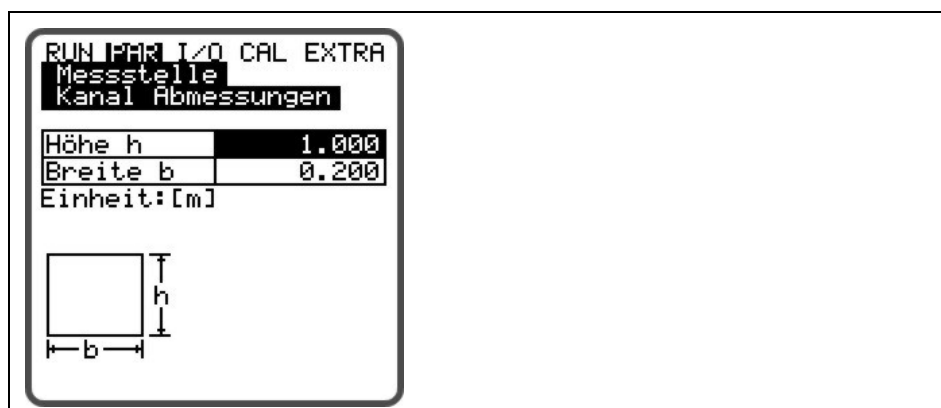 RUN PAR I/O CAL EXTRA
Messstelle
Kanal Abmessungen
Höhe h 1.000
Breite b 0.200
Einheit:[m]
h
b